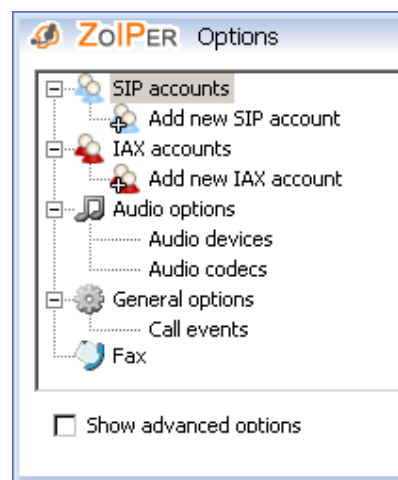 ZOIPER Options
SIP accounts
Add new SIP account
IAX accounts
Add new IAX account
Audio options
Audio devices
Audio codecs
General options
Call events
Fax
Show advanced options